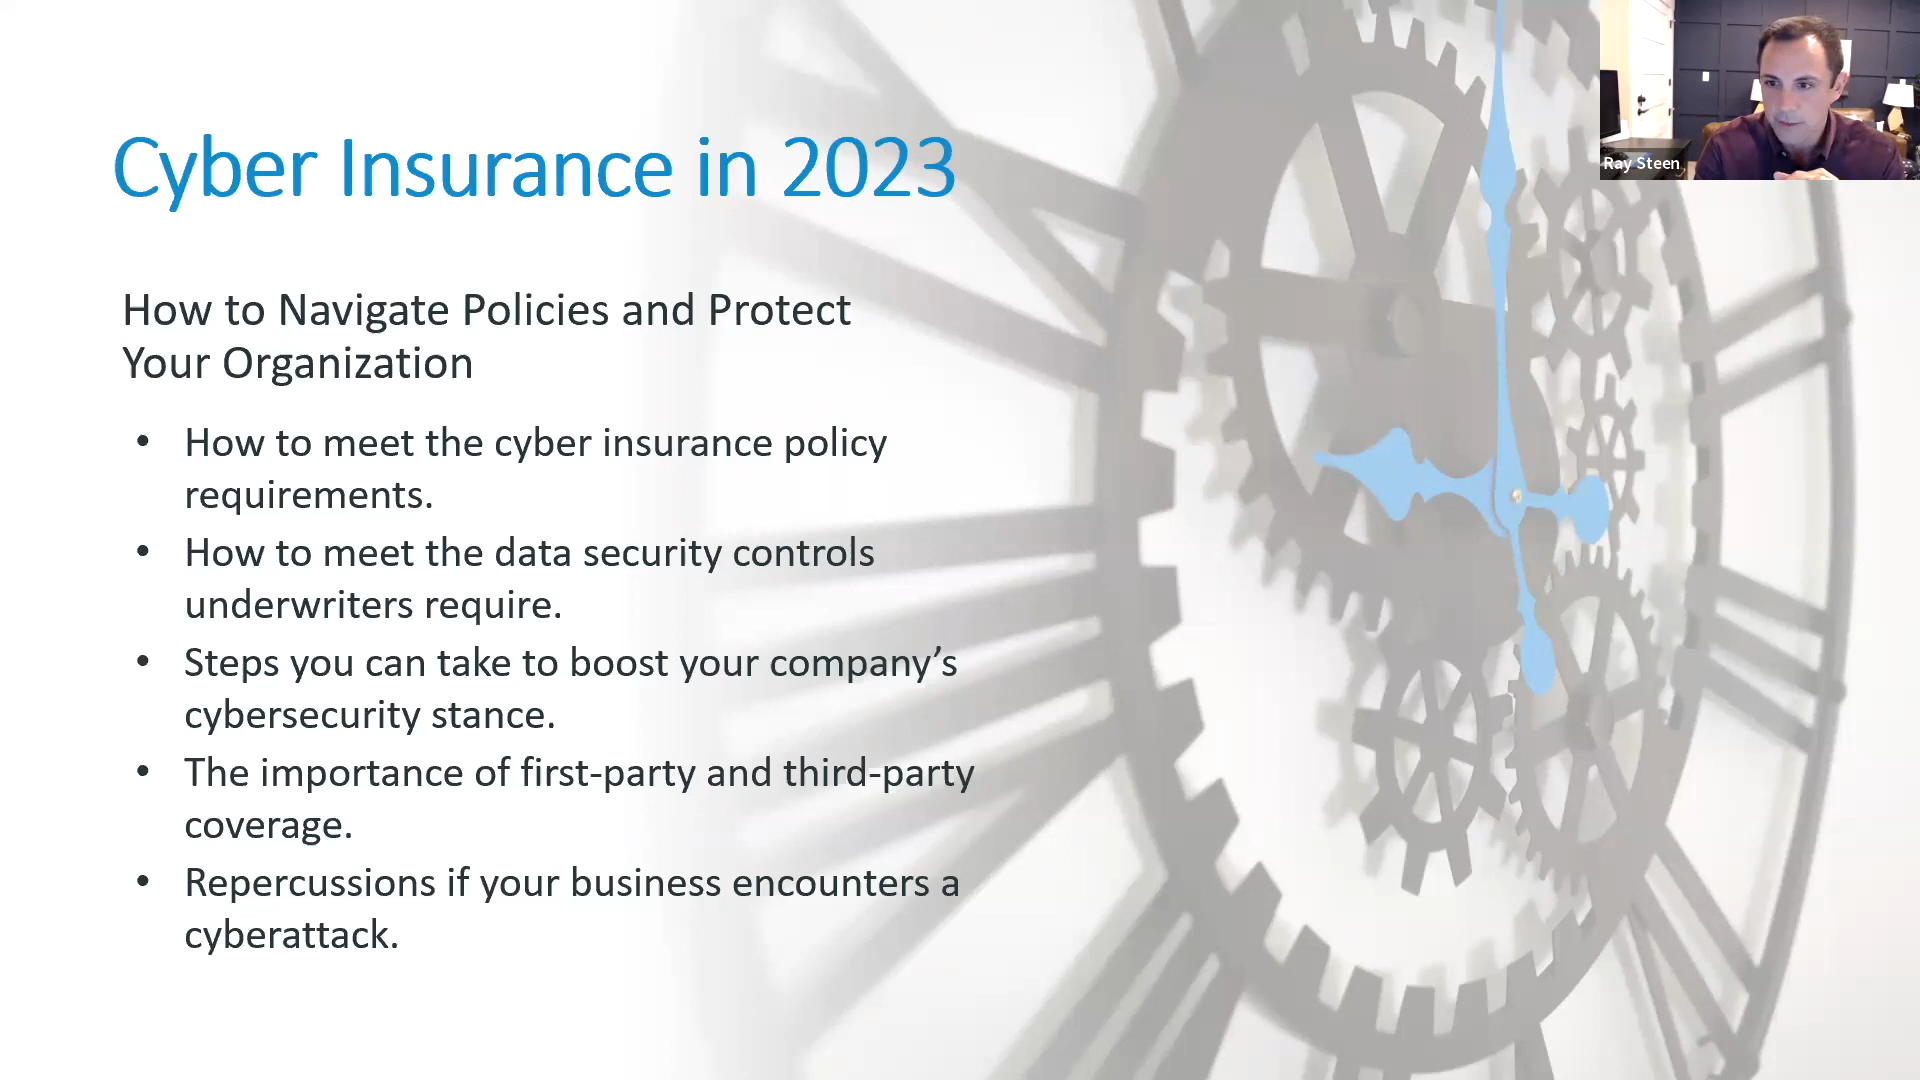 Cyber Insurance in 2023
Ray Steen
How to Navigate Policies and Protect
Your Organization
• How to meet the cyber insurance policy
requirements.
• How to meet the data security controls
underwriters require.
• Steps you can take to boost your company’s
cybersecurity stance.
• The importance of first-party and third-party
coverage.
• Repercussions if your business encounters a
cyberattack.